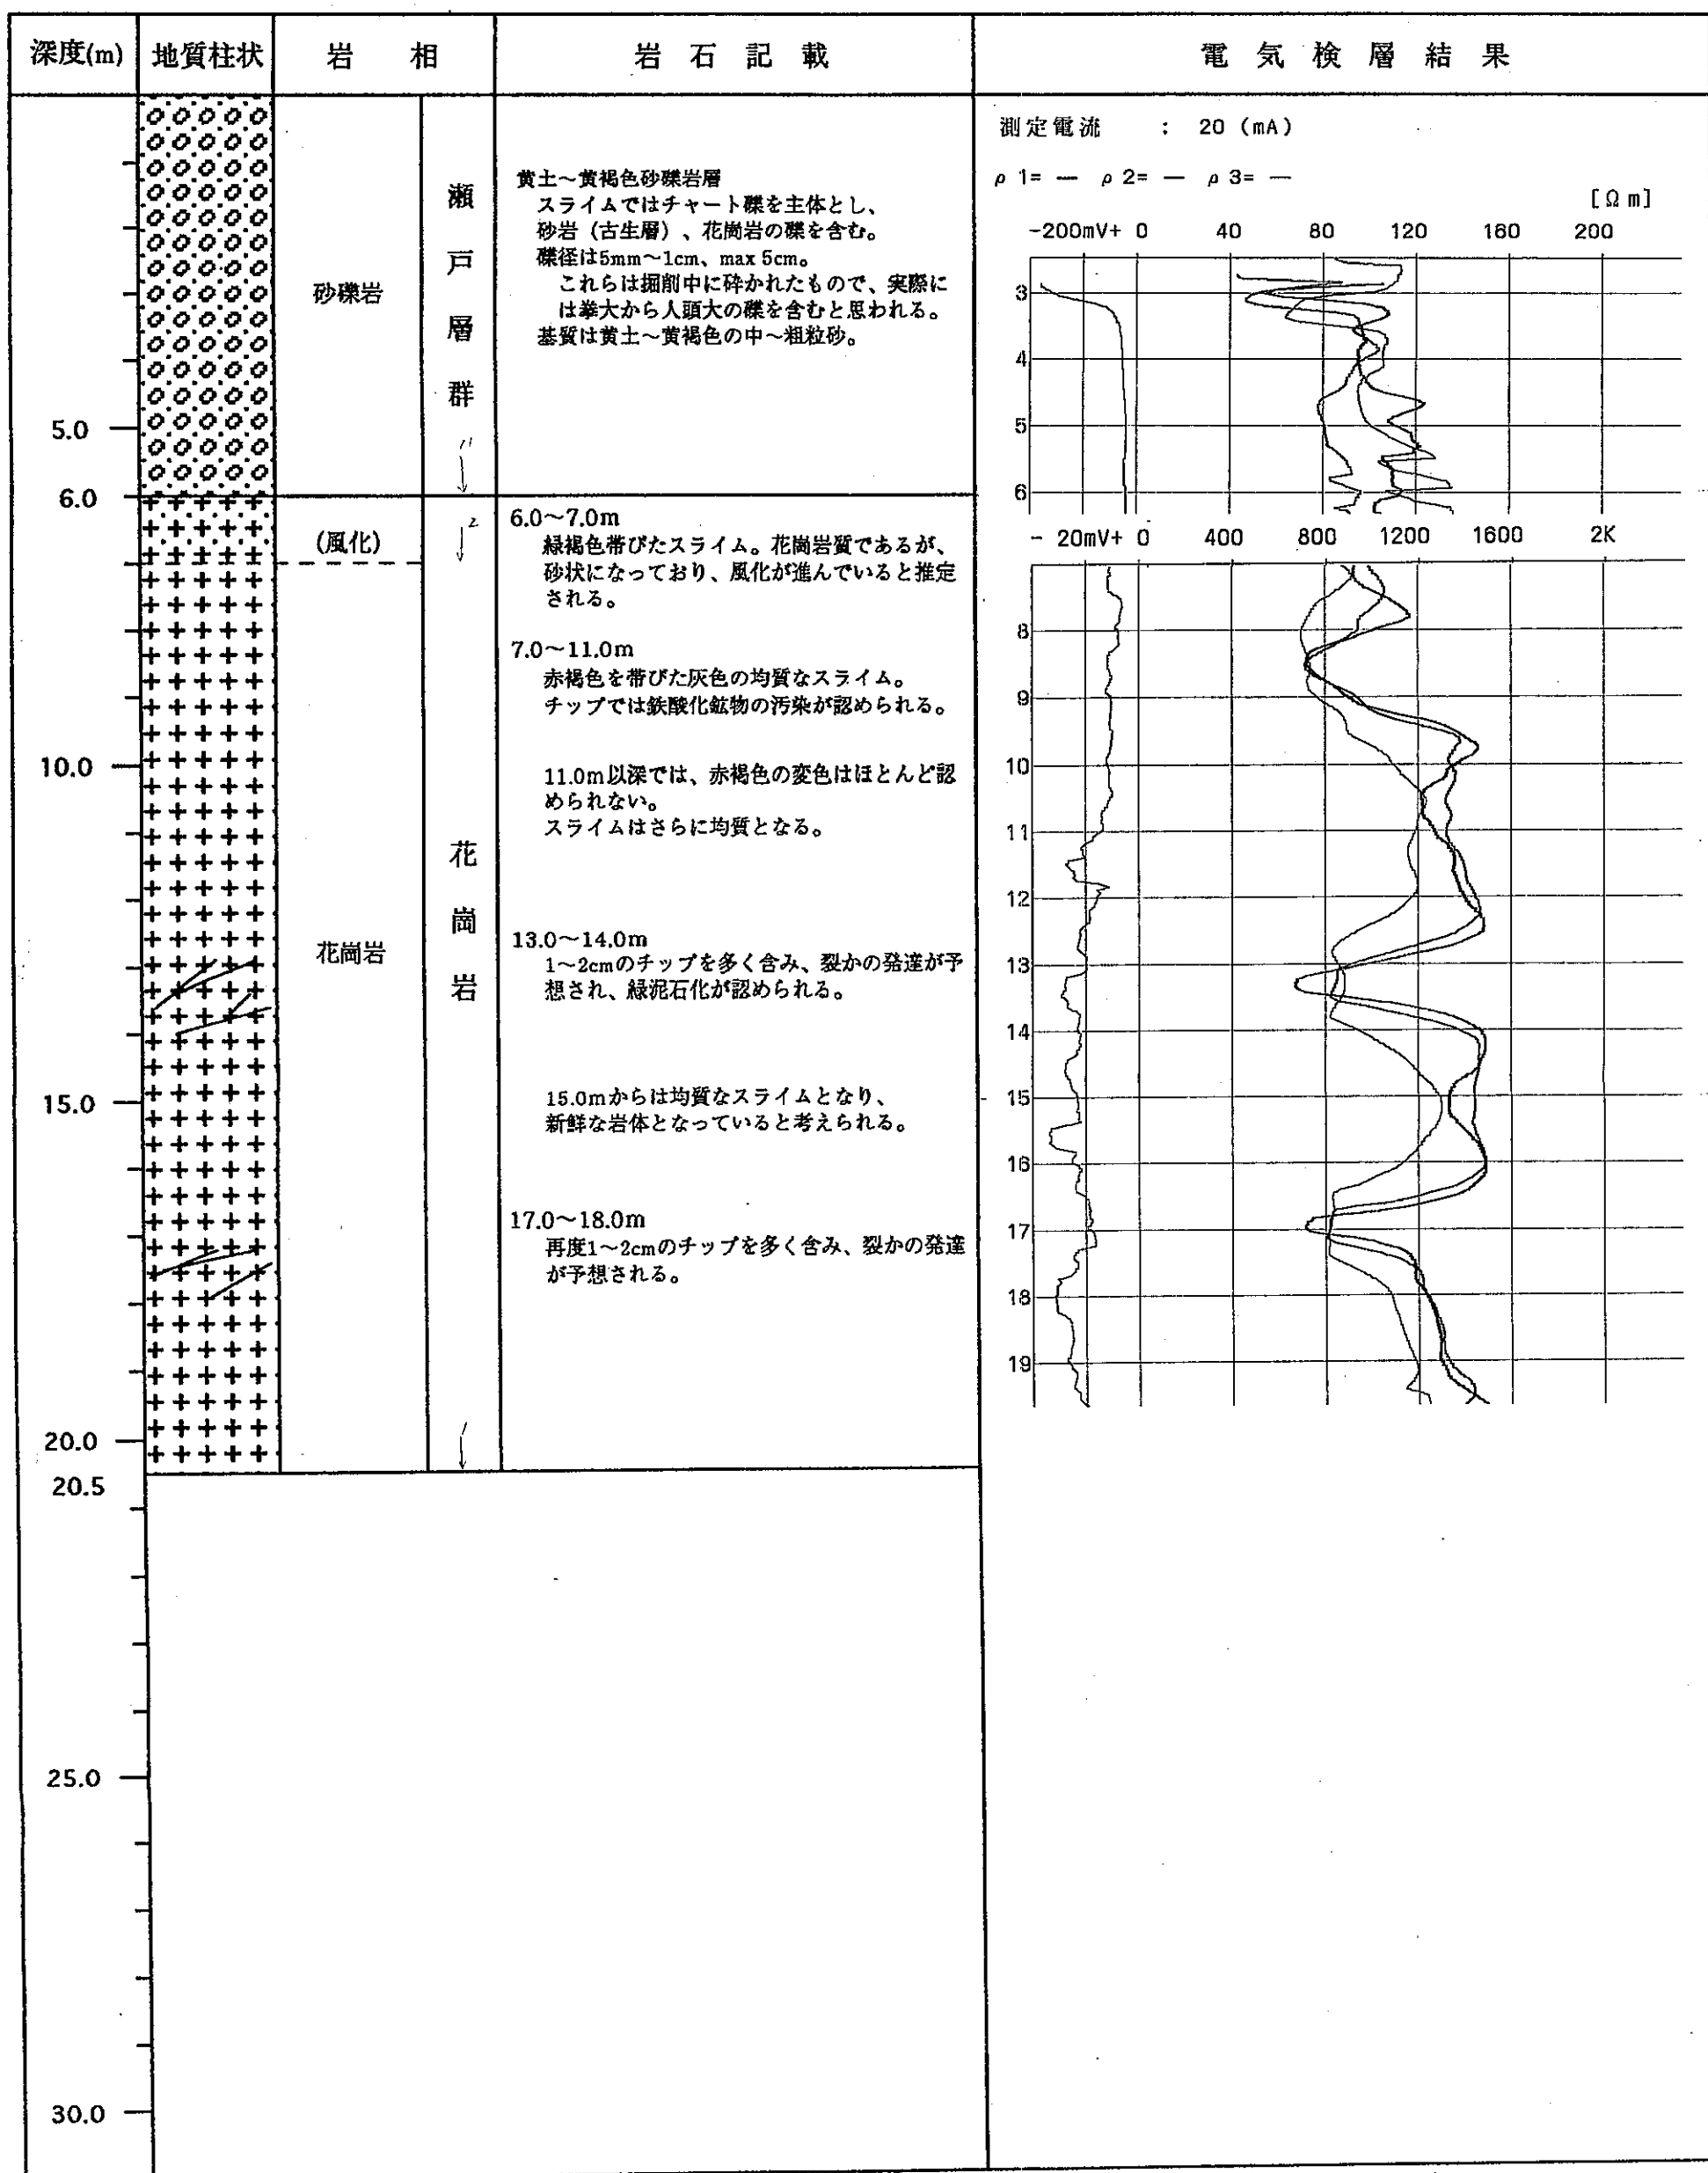 深度(m) 地質柱状 岩相 岩石記載 電気検層結果
測定電流 : 20 (mA)
ρ1= — ρ2= — ρ3= —
[Ωm]
-200mV+ 0 40 80 120 160 200
3
4
5
6
- 20mV+ 0 400 800 1200 1600 2K
8
9
10
11
12
13
14
15
16
17
18
19
5.0
6.0
10.0
15.0
20.0
20.5
25.0
30.0
砂礫岩
(風化)
花崗岩
瀬戸層群
花崗岩
黄土～黄褐色砂礫岩層
スライムではチャート礫を主体とし、
砂岩（古生層）、花崗岩の礫を含む。
礫径は5mm～1cm、max 5cm。
これらは掘削中に砕かれたもので、実際に
は拳大から人頭大の礫を含むと思われる。
基質は黄土～黄褐色の中～粗粒砂。
6.0～7.0m
緑褐色帯びたスライム。花崗岩質であるが、
砂状になっており、風化が進んでいると推定
される。
7.0～11.0m
赤褐色を帯びた灰色の均質なスライム。
チップでは鉄酸化鉱物の汚染が認められる。
11.0m以深では、赤褐色の変色はほとんど認
められない。
スライムはさらに均質となる。
13.0～14.0m
1～2cmのチップを多く含み、裂かの発達が予
想され、緑泥石化が認められる。
15.0mからは均質なスライムとなり、
新鮮な岩体となっていると考えられる。
17.0～18.0m
再度1～2cmのチップを多く含み、裂かの発達
が予想される。